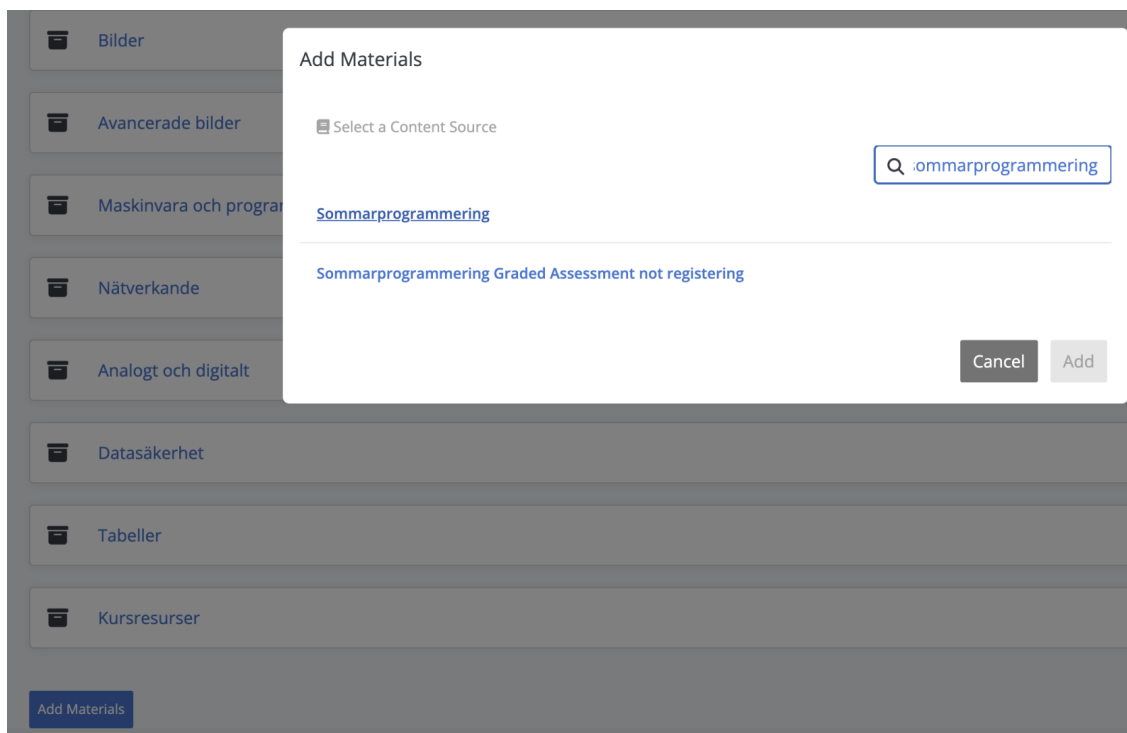 Bilder
Add Materials
Avancerade bilder
Select a Content Source
ommarprogrammering
Maskinvara och
Sommarprogrammering
Sommarprogrammering Graded Assessment not registering
Nätverkande
Cancel
Add
Analogt och digitalt
Datasäkerhet
Tabeller
Kursresurser
Add Materials